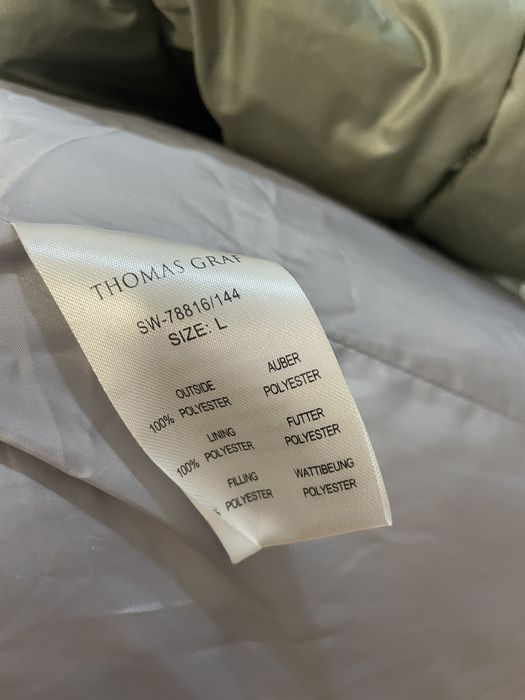 THOMAS GRAF
SW-78816/144
SIZE: L
OUTSIDE AUBER
100% POLYESTER POLYESTER
LINING FUTTER
100% POLYESTER POLYESTER
FILLING WATTIBEUNG
% POLYESTER POLYESTER